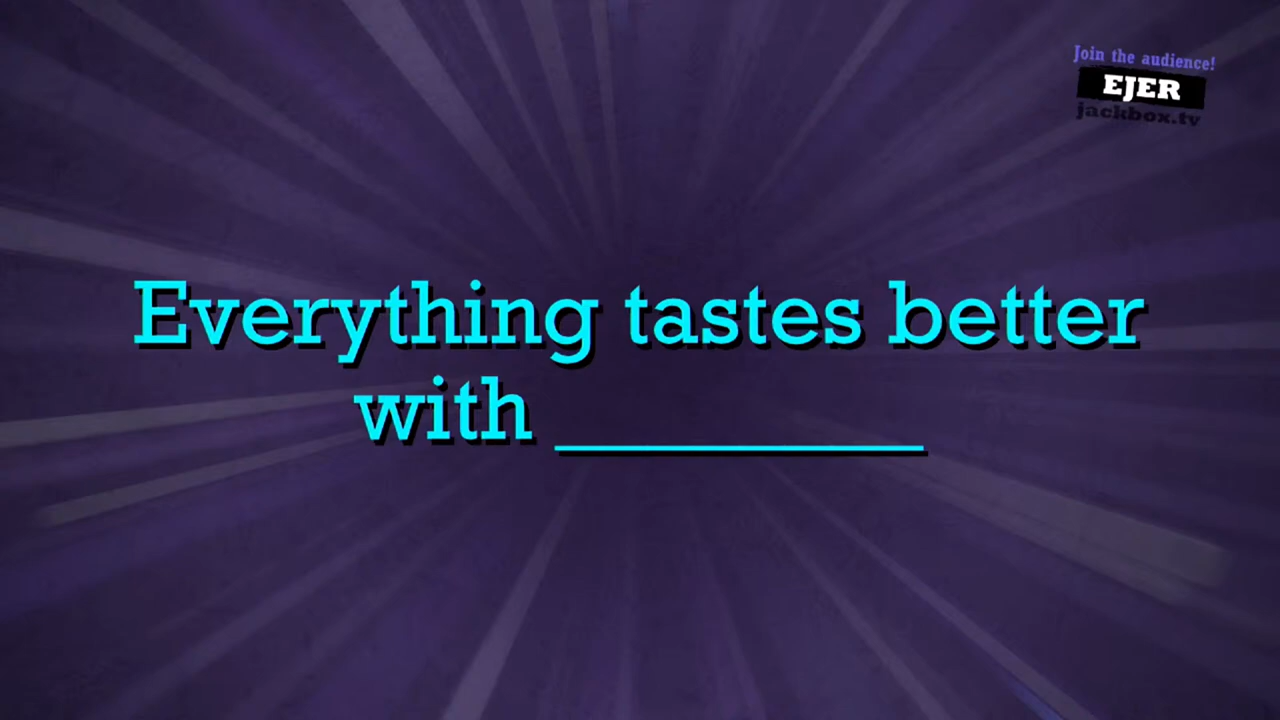 Join the audience!
EJER
jackbox.tv
Everything tastes better
with ________